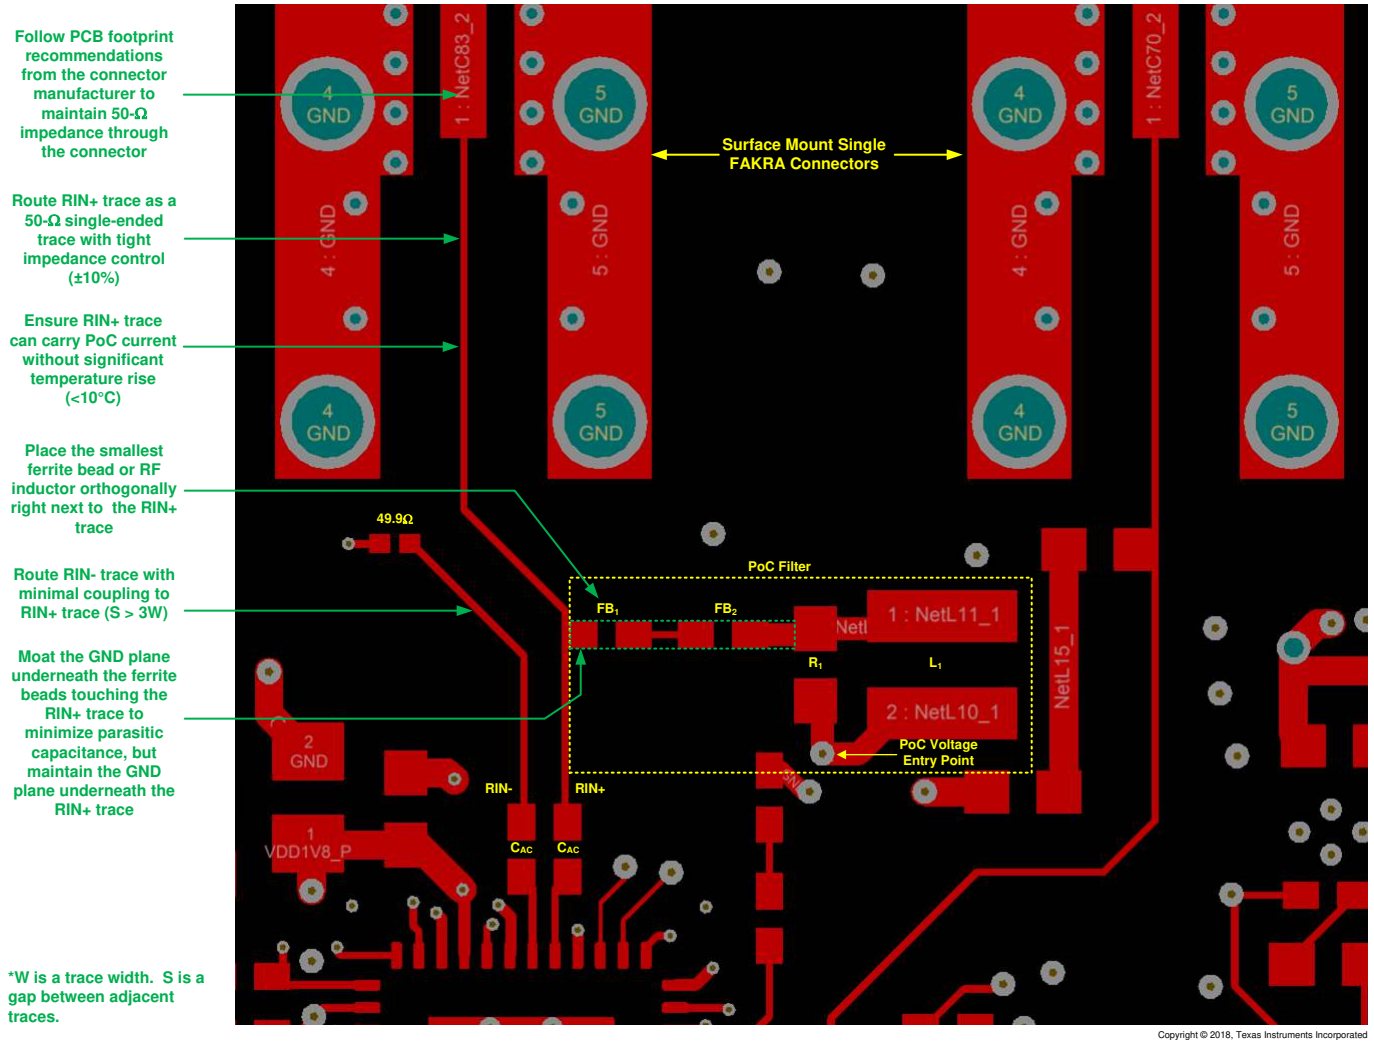 Follow PCB footprint
recommendations
from the connector
manufacturer to
maintain 50-Ω
impedance through
the connector
Route RIN+ trace as a
50-Ω single-ended
trace with tight
impedance control
(±10%)
Ensure RIN+ trace
can carry PoC current
without significant
temperature rise
(<10°C)
Place the smallest
ferrite bead or RF
inductor orthogonally
right next to the RIN+
trace
Route RIN- trace with
minimal coupling to
RIN+ trace (S > 3W)
Moat the GND plane
underneath the ferrite
beads touching the
RIN+ trace to
minimize parasitic
capacitance, but
maintain the GND
plane underneath the
RIN+ trace
*W is a trace width. S is a
gap between adjacent
traces.
1 : NetC83_2
1 : NetC70_2
4
GND
5
GND
4
GND
5
GND
Surface Mount Single
FAKRA Connectors
4 : GND
5 : GND
4 : GND
5 : GND
4
GND
5
GND
4
GND
5
GND
49.9Ω
PoC Filter
FB1
FB2
NetL
1 : NetL11_1
R1
L1
NetL15_1
2 : NetL10_1
PoC Voltage
Entry Point
2
GND
RIN-
RIN+
1
VDD1V8_P
CAC
CAC
Copyright © 2018, Texas Instruments Incorporated